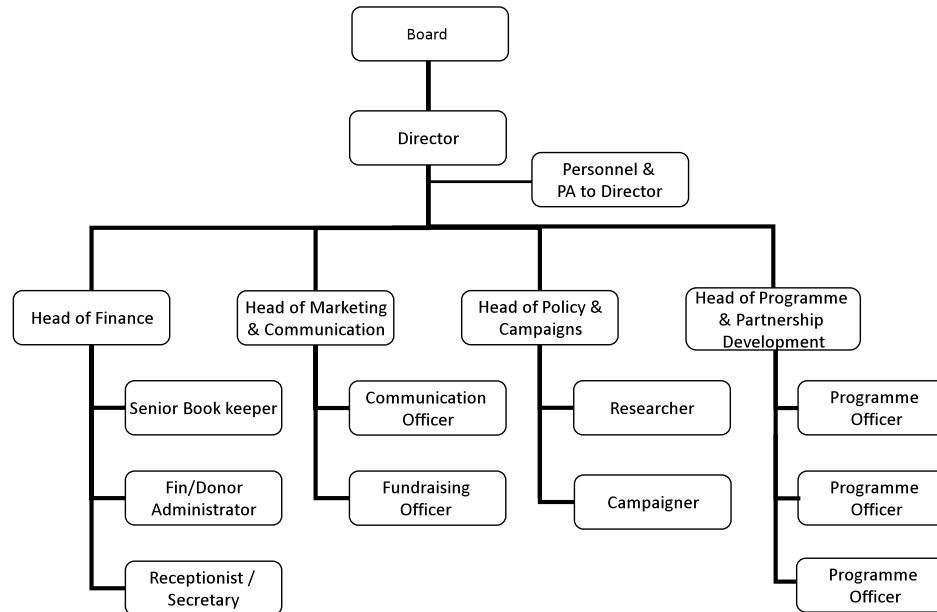 Board
Director
Personnel &
PA to Director
Head of Finance
Head of Marketing
& Communication
Head of Policy &
Campaigns
Head of Programme
& Partnership
Development
Senior Book keeper
Communication
Officer
Researcher
Programme
Officer
Fin/Donor
Administrator
Fundraising
Officer
Campaigner
Programme
Officer
Receptionist /
Secretary
Programme
Officer